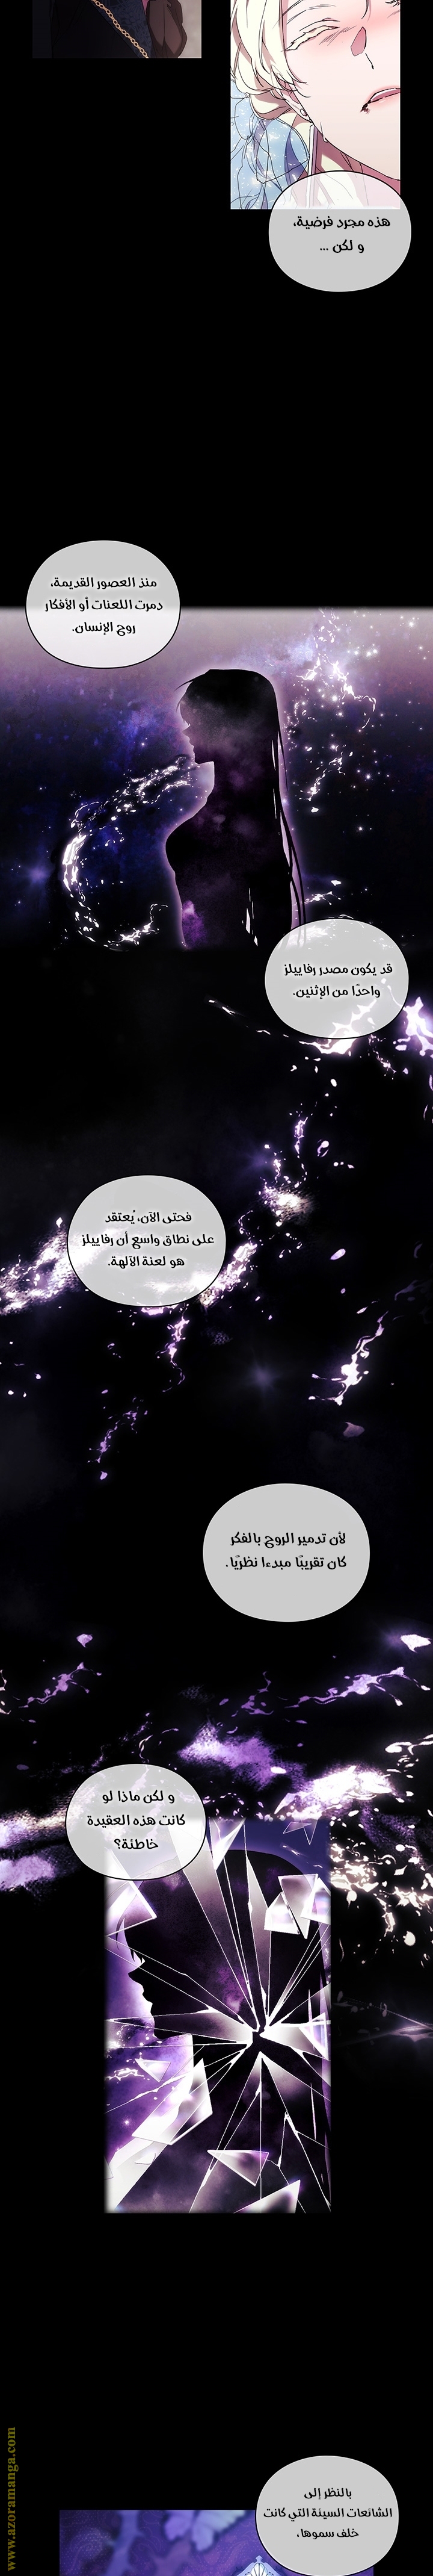 هذه مجرد فرضية،
و لكن ...
منذ العصور القديمة،
دمرت اللعنات أو الأفكار
روح الإنسان.
قد يكون مصدر رفاييلز
واحدًا من الإثنين.
فحتى الآن، يُعتقد
على نطاق واسع أن رفاييلز
هو لعنة الآلهة.
لأن تدمير الروح بالفكر
كان تقريبًا مبدءا نظريًا.
و لكن ماذا لو
كانت هذه العقيدة
خاطئة؟
بالنظر إلى
الشائعات السيئة التي كانت
خلف سموها،
www.azoramanga.com